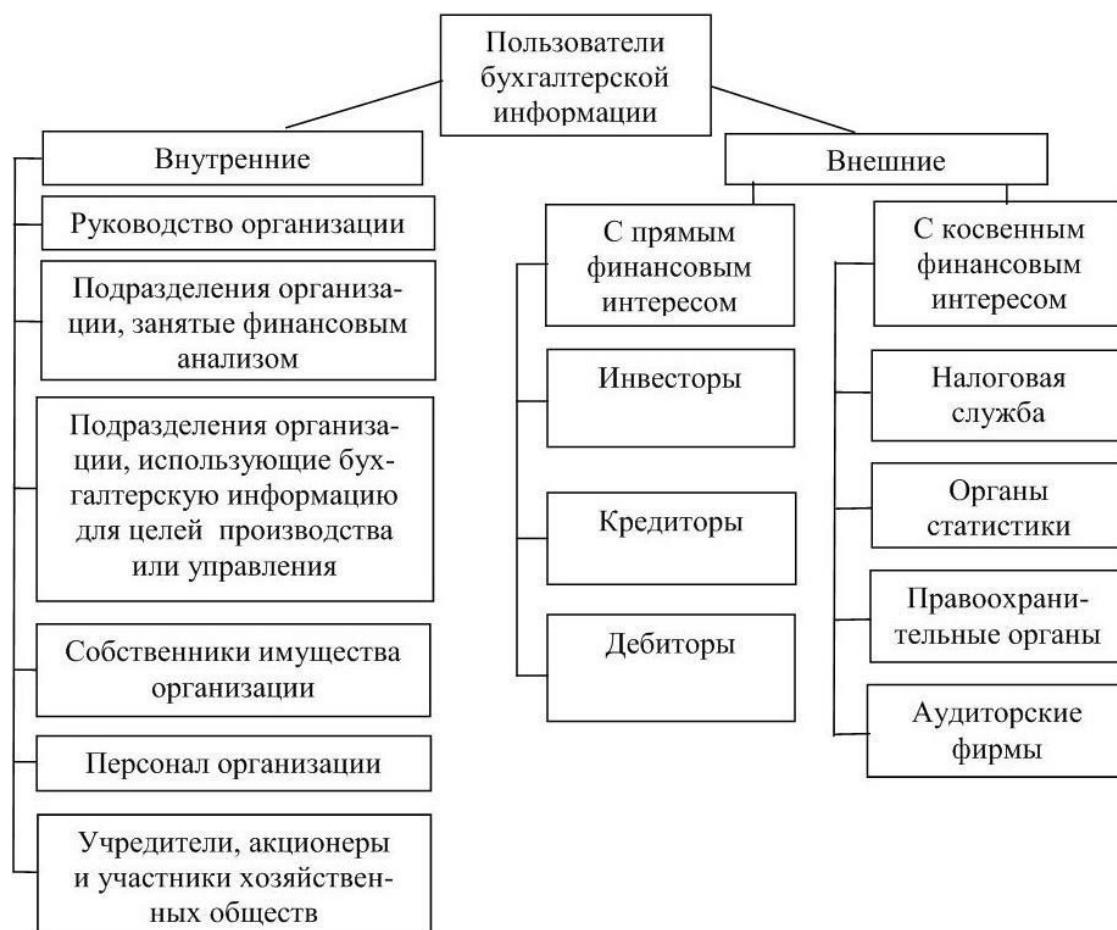 Пользователи
бухгалтерской
информации
Внутренние
Руководство организации
Подразделения организа-
ции, занятые финансовым
анализом
Подразделения организа-
ции, использующие бух-
галтерскую информацию
для целей производства
или управления
Собственники имущества
организации
Персонал организации
Учредители, акционеры
и участники хозяйствен-
ных обществ
Внешние
С прямым
финансовым
интересом
Инвесторы
Кредиторы
Дебиторы
С косвенным
финансовым
интересом
Налоговая
служба
Органы
статистики
Правоохрани-
тельные органы
Аудиторские
фирмы